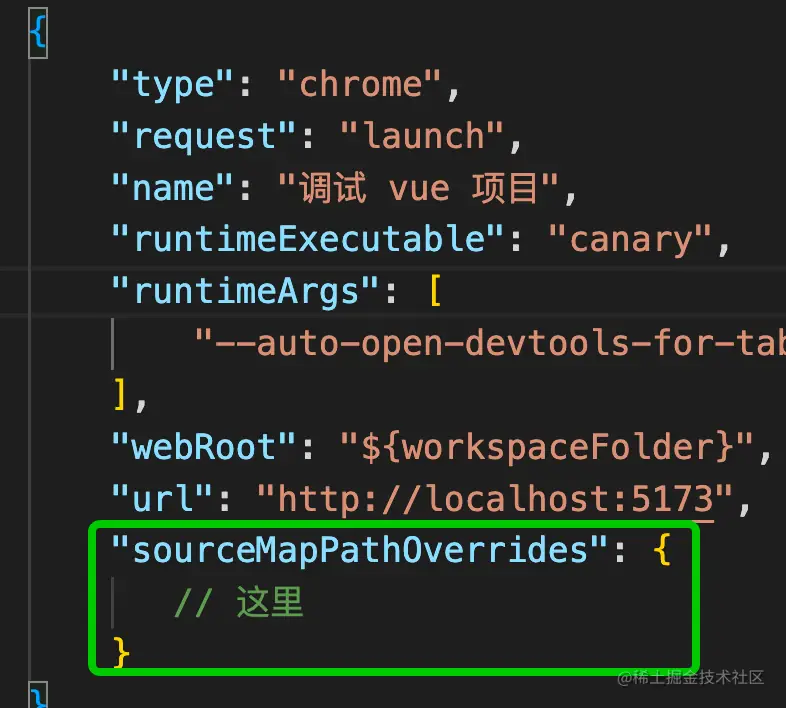 {
"type": "chrome",
"request": "launch",
"name": "调试 vue 项目",
"runtimeExecutable": "canary",
"runtimeArgs": [
"--auto-open-devtools-for-tab
],
"webRoot": "${workspaceFolder}",
"url": "http://localhost:5173",
"sourceMapPathOverrides": {
// 这里
}
}
@稀土掘金技术社区